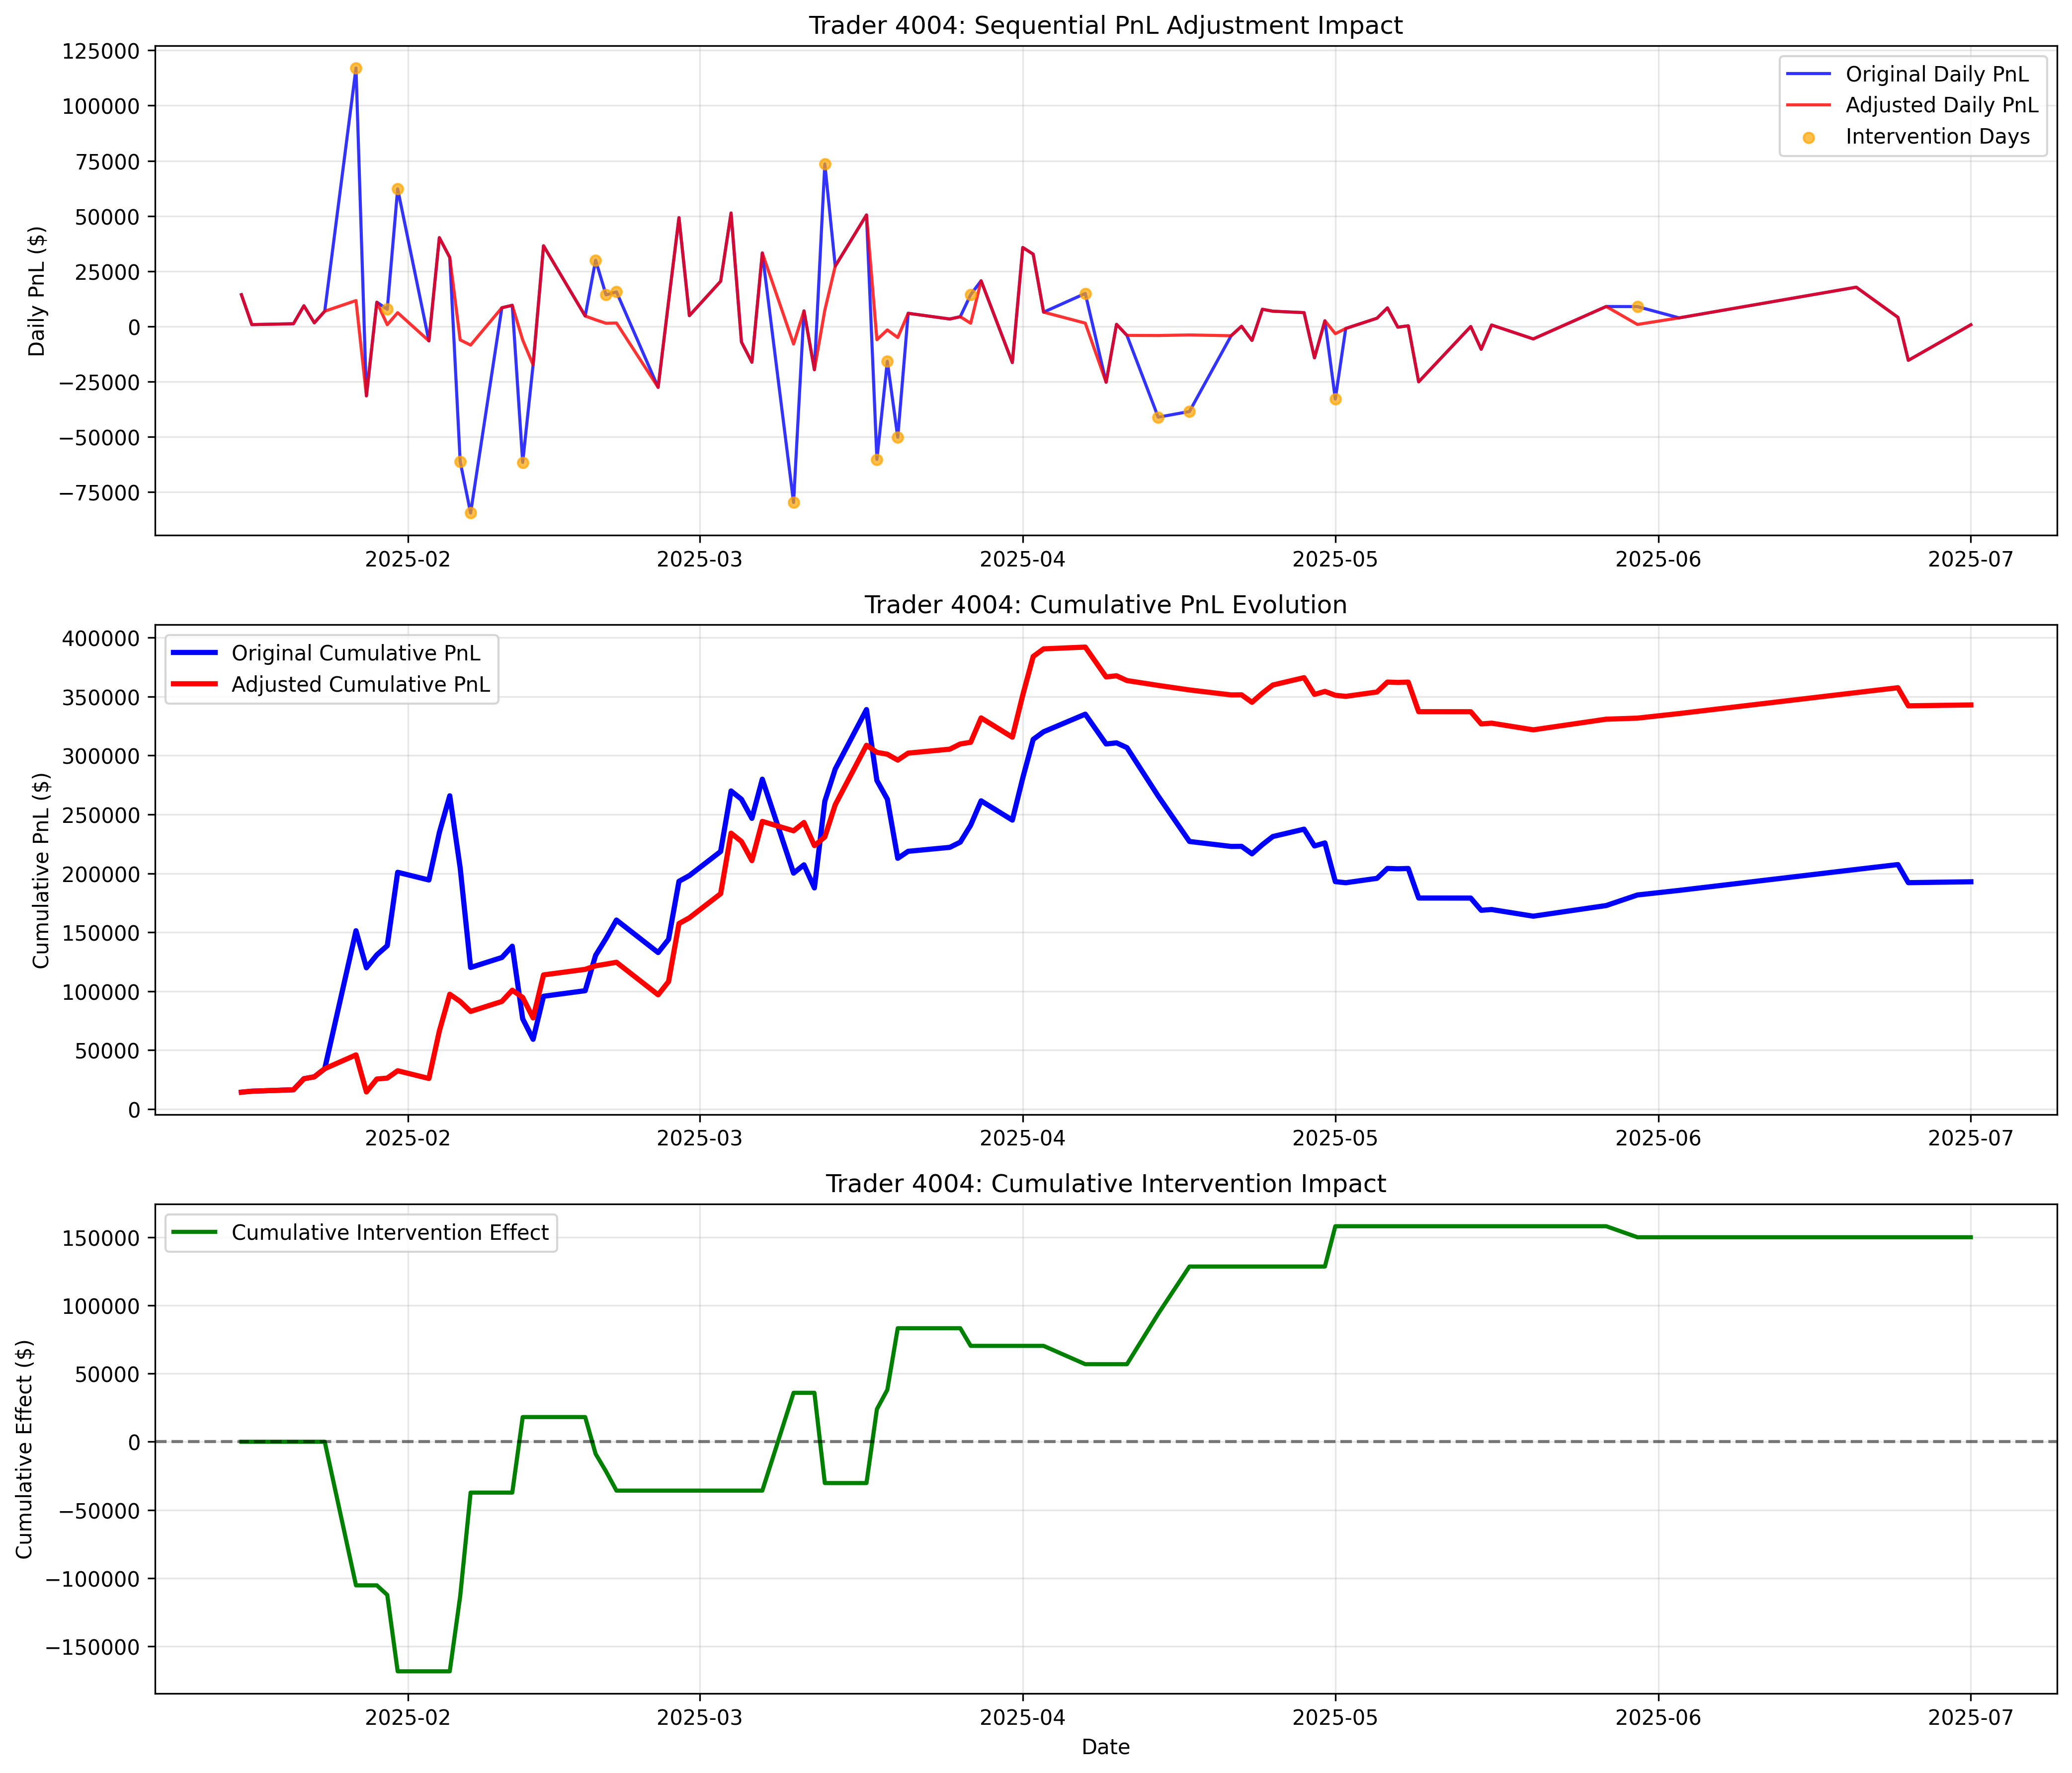 Trader 4004: Sequential PnL Adjustment Impact
Daily PnL ($)
125000
100000
75000
50000
25000
0
−25000
−50000
−75000
Original Daily PnL
Adjusted Daily PnL
Intervention Days
2025-02 2025-03 2025-04 2025-05 2025-06 2025-07
Trader 4004: Cumulative PnL Evolution
Cumulative PnL ($)
400000
350000
300000
250000
200000
150000
100000
50000
0
Original Cumulative PnL
Adjusted Cumulative PnL
2025-02 2025-03 2025-04 2025-05 2025-06 2025-07
Trader 4004: Cumulative Intervention Impact
Cumulative Effect ($)
150000
100000
50000
0
−50000
−100000
−150000
Cumulative Intervention Effect
2025-02 2025-03 2025-04 2025-05 2025-06 2025-07
Date